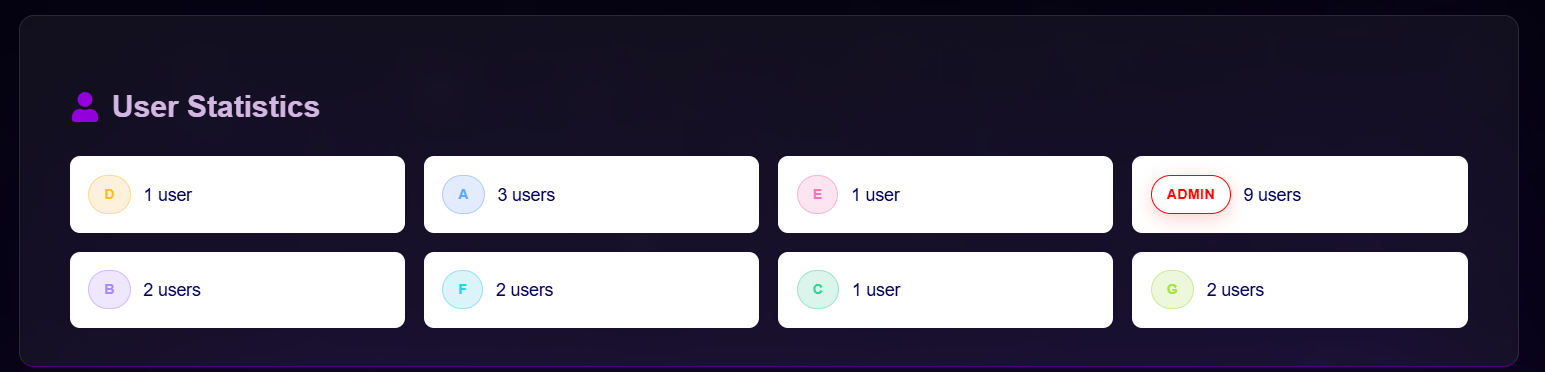 User Statistics
D 1 user
A 3 users
E 1 user
ADMIN 9 users
B 2 users
F 2 users
C 1 user
G 2 users